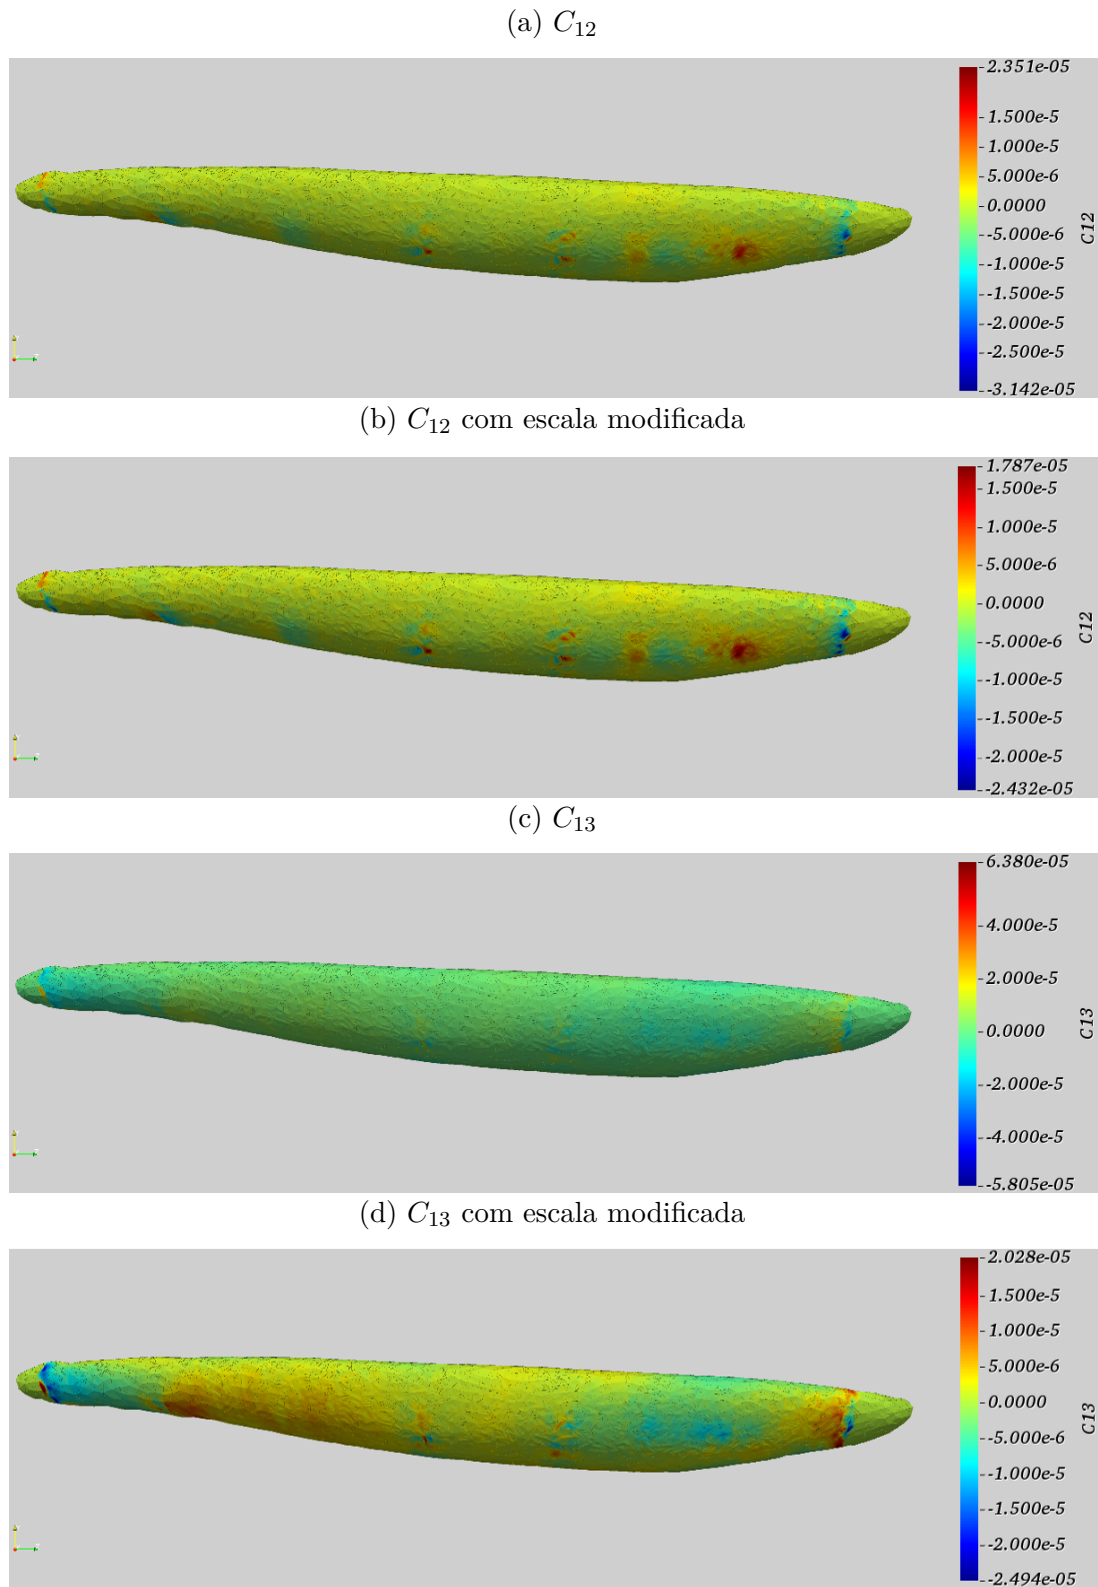 (a) C12
2.351e-05
1.500e-5
1.000e-5
5.000e-6
0.0000
-5.000e-6
-1.000e-5
-1.500e-5
-2.000e-5
-2.500e-5
-3.142e-05
C12
(b) C12 com escala modificada
1.787e-05
1.500e-5
1.000e-5
5.000e-6
0.0000
-5.000e-6
-1.000e-5
-1.500e-5
-2.000e-5
-2.432e-05
C12
(c) C13
6.380e-05
4.000e-5
2.000e-5
0.0000
-2.000e-5
-4.000e-5
-5.805e-05
C13
(d) C13 com escala modificada
2.028e-05
1.500e-5
1.000e-5
5.000e-6
0.0000
-5.000e-6
-1.000e-5
-1.500e-5
-2.000e-5
-2.494e-05
C13